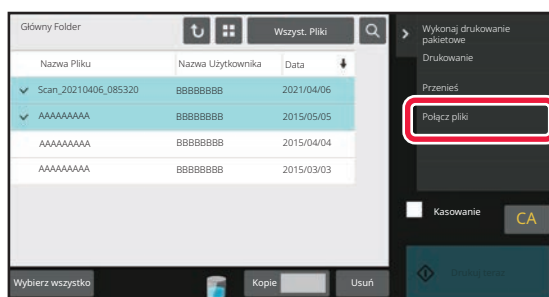 Główny Folder
Wszyst. Pliki
Nazwa Pliku Nazwa Użytkownika Data
Scan_20210406_085320 BBBBBBBB 2021/04/06
AAAAAAAAA BBBBBBBB 2015/05/05
AAAAAAAAA BBBBBBBB 2015/04/04
AAAAAAAAA BBBBBBBB 2015/03/03
Wybierz wszystko
Kopie
Usuń
Wykonaj drukowanie
pakietowe
Drukowanie
Przenieś
Połącz pliki
Kasowanie
CA